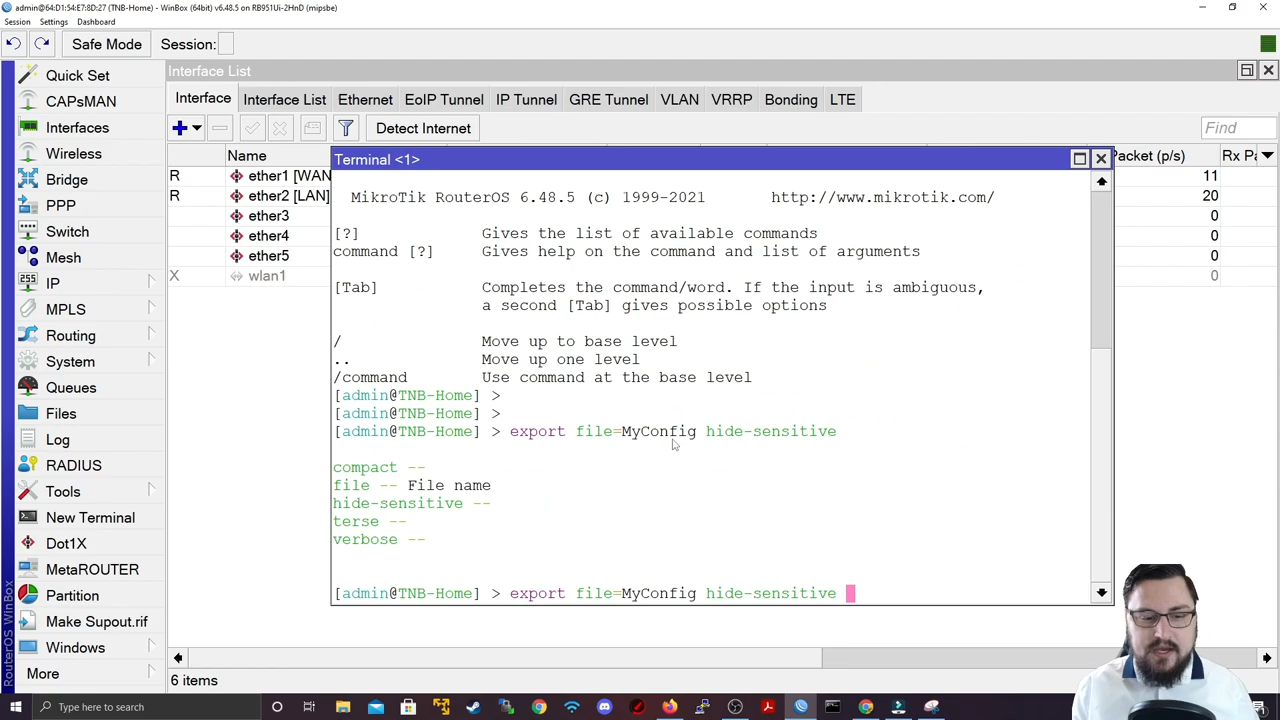 admin@64:D1:54:E7:8D:27 (TNB-Home) - WinBox (64bit) v6.48.5 on RB951Ui-2HnD (mipsbe)
Session Settings Dashboard
Safe Mode Session:
Quick Set
CAPsMAN
Interfaces
Wireless
Bridge
PPP
Switch
Mesh
IP
MPLS
Routing
System
Queues
Files
Log
RADIUS
Tools
New Terminal
Dot1X
MetaROUTER
Partition
Make Supout.rif
Windows
More
RouterOS WinBox
Interface List
Interface Interface List Ethernet EoIP Tunnel IP Tunnel GRE Tunnel VLAN VRRP Bonding LTE
Detect Internet Find
Name Packet (p/s) Rx Pa
R ether1 [WAN 11
R ether2 [LAN] 20
ether3 0
ether4 0
ether5 0
X wlan1 0
Terminal <1>
MikroTik RouterOS 6.48.5 (c) 1999-2021 http://www.mikrotik.com/
[?] Gives the list of available commands
command [?] Gives help on the command and list of arguments
[Tab] Completes the command/word. If the input is ambiguous,
a second [Tab] gives possible options
/ Move up to base level
.. Move up one level
/command Use command at the base level
[admin@TNB-Home] >
[admin@TNB-Home] >
[admin@TNB-Home] > export file=MyConfig hide-sensitive
compact --
file -- File name
hide-sensitive --
terse --
verbose --
[admin@TNB-Home] > export file=MyConfig hide-sensitive
6 items
Type here to search